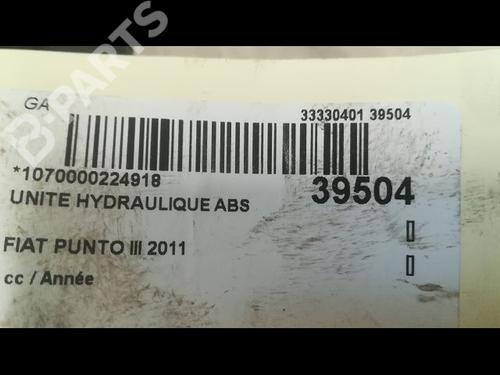 GA
33330401 39504
*1070000224918
39504
UNITE HYDRAULIQUE ABS
FIAT PUNTO III 2011
cc / Année
B-PARTS